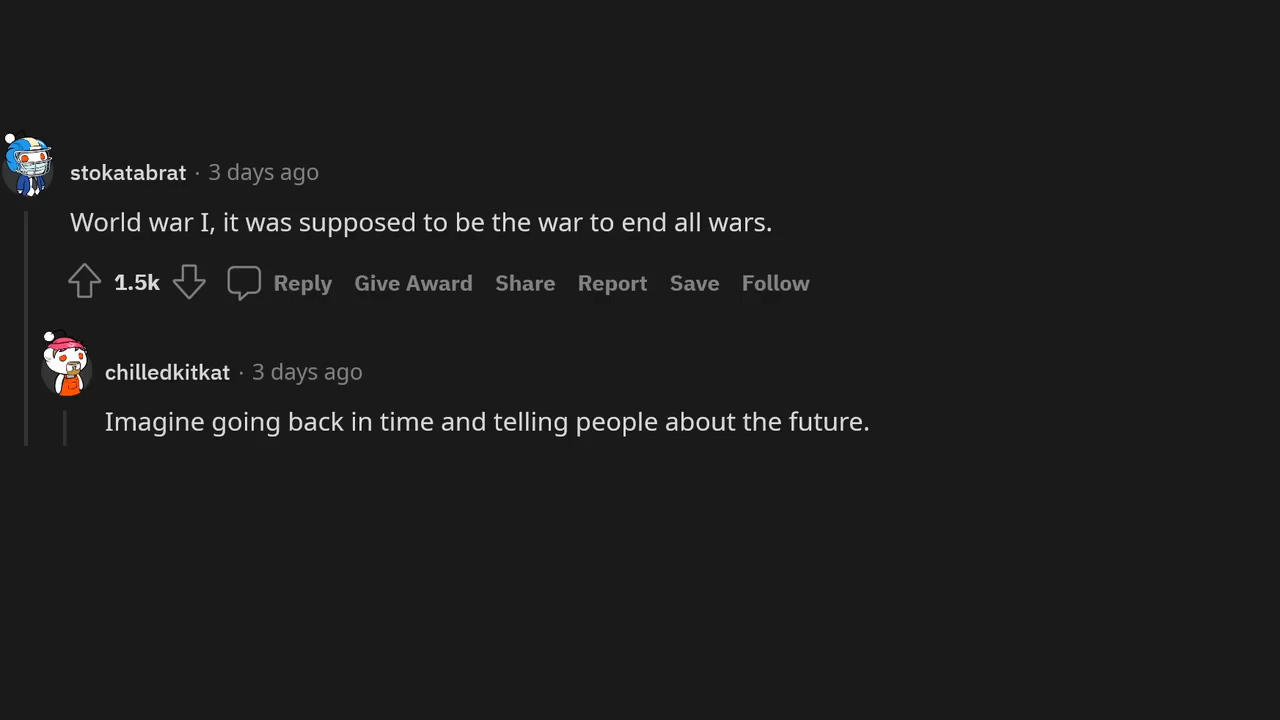 stokatabrat · 3 days ago
World war I, it was supposed to be the war to end all wars.
1.5k Reply Give Award Share Report Save Follow
chilledkitkat · 3 days ago
Imagine going back in time and telling people about the future.